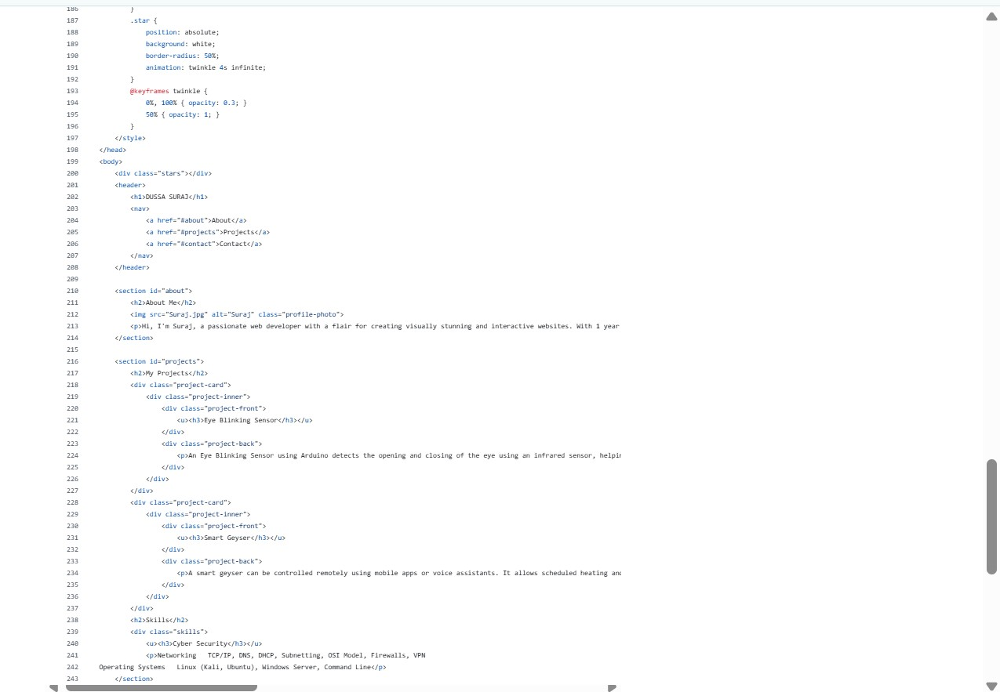 186 }
187 .star {
188 position: absolute;
189 background: white;
190 border-radius: 50%;
191 animation: twinkle 4s infinite;
192 }
193 @keyframes twinkle {
194 0%, 100% { opacity: 0.3; }
195 50% { opacity: 1; }
196 }
197 </style>
198 </head>
199 <body>
200 <div class="stars"></div>
201 <header>
202 <h1>DUSSA SURAJ</h1>
203 <nav>
204 <a href="#about">About</a>
205 <a href="#projects">Projects</a>
206 <a href="#contact">Contact</a>
207 </nav>
208 </header>
209
210 <section id="about">
211 <h2>About Me</h2>
212 <img src="Suraj.jpg" alt="Suraj" class="profile-photo">
213 <p>Hi, I'm Suraj, a passionate web developer with a flair for creating visually stunning and interactive websites. With 1 year
214 </section>
215
216 <section id="projects">
217 <h2>My Projects</h2>
218 <div class="project-card">
219 <div class="project-inner">
220 <div class="project-front">
221 <u><h3>Eye Blinking Sensor</h3></u>
222 </div>
223 <div class="project-back">
224 <p>An Eye Blinking Sensor using Arduino detects the opening and closing of the eye using an infrared sensor, helpin
225 </div>
226 </div>
227 </div>
228 <div class="project-card">
229 <div class="project-inner">
230 <div class="project-front">
231 <u><h3>Smart Geyser</h3></u>
232 </div>
233 <div class="project-back">
234 <p>A smart geyser can be controlled remotely using mobile apps or voice assistants. It allows scheduled heating and
235 </div>
236 </div>
237 </div>
238 <h2>Skills</h2>
239 <div class="skills">
240 <u><h3>Cyber Security</h3></u>
241 <p>Networking TCP/IP, DNS, DHCP, Subnetting, OSI Model, Firewalls, VPN
242 Operating Systems Linux (Kali, Ubuntu), Windows Server, Command Line</p>
243 </section>